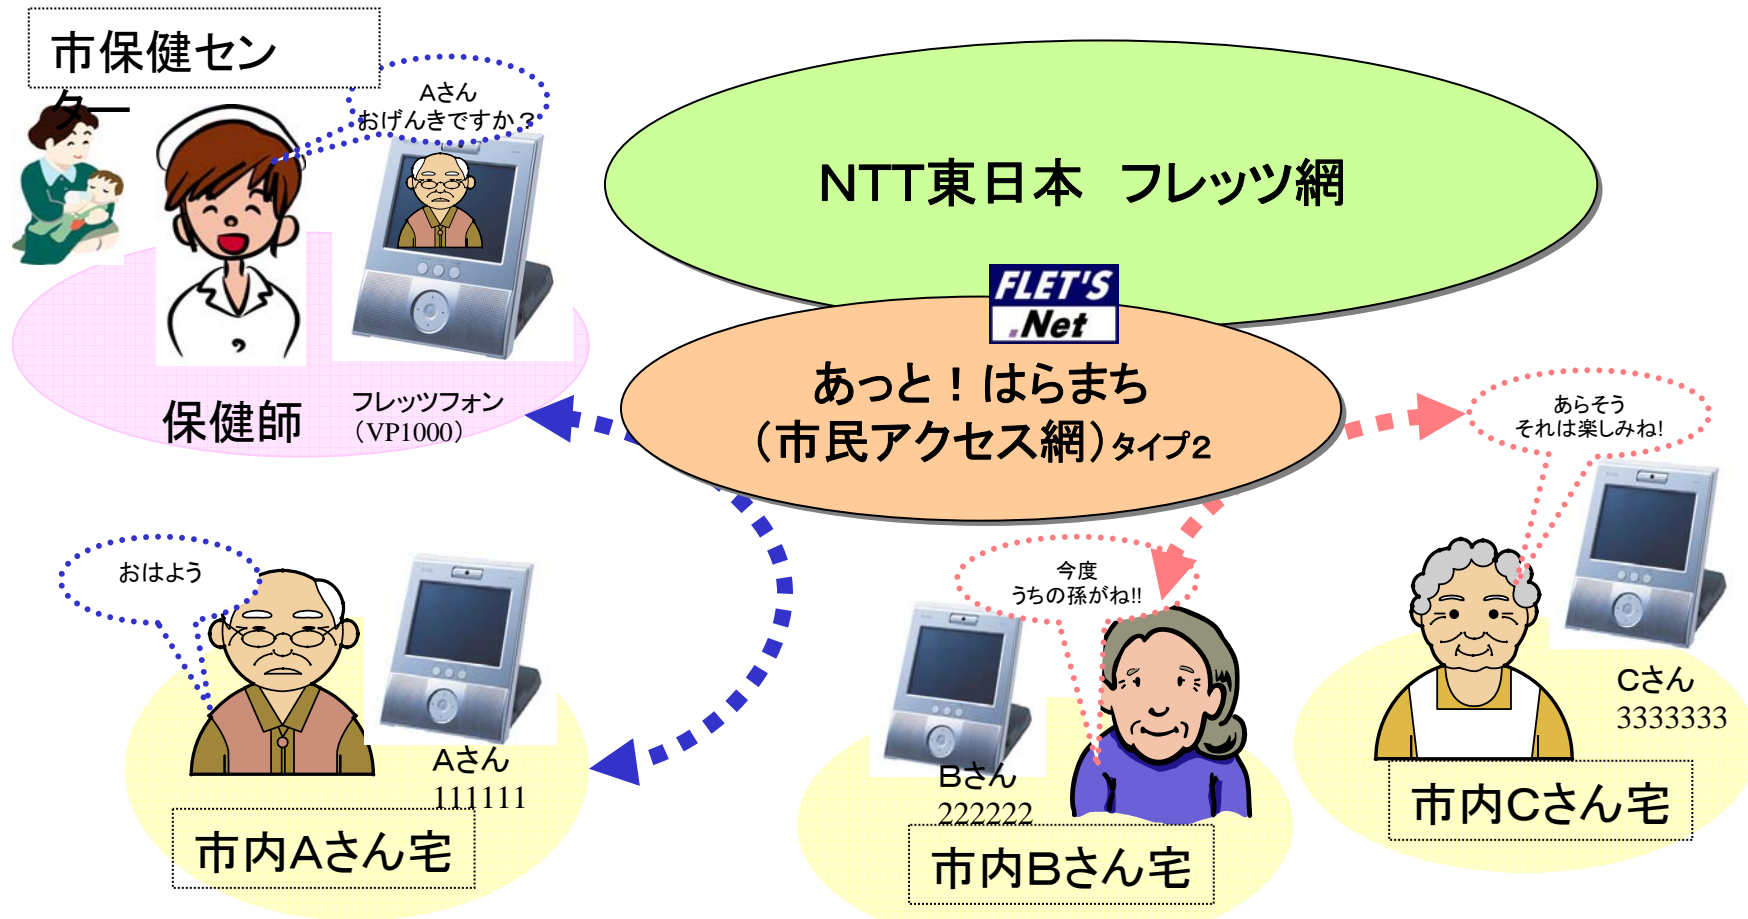 市保健セン
ター
Aさん
おげんきですか？
保健師
フレッツフォン
（VP1000）
NTT東日本　フレッツ網
FLET'S
.Net
あっと！はらまち
（市民アクセス網）タイプ2
あらそう
それは楽しみね!
おはよう
今度
うちの孫がね!!
Aさん
111111
市内Aさん宅
Bさん
222222
市内Bさん宅
Cさん
3333333
市内Cさん宅